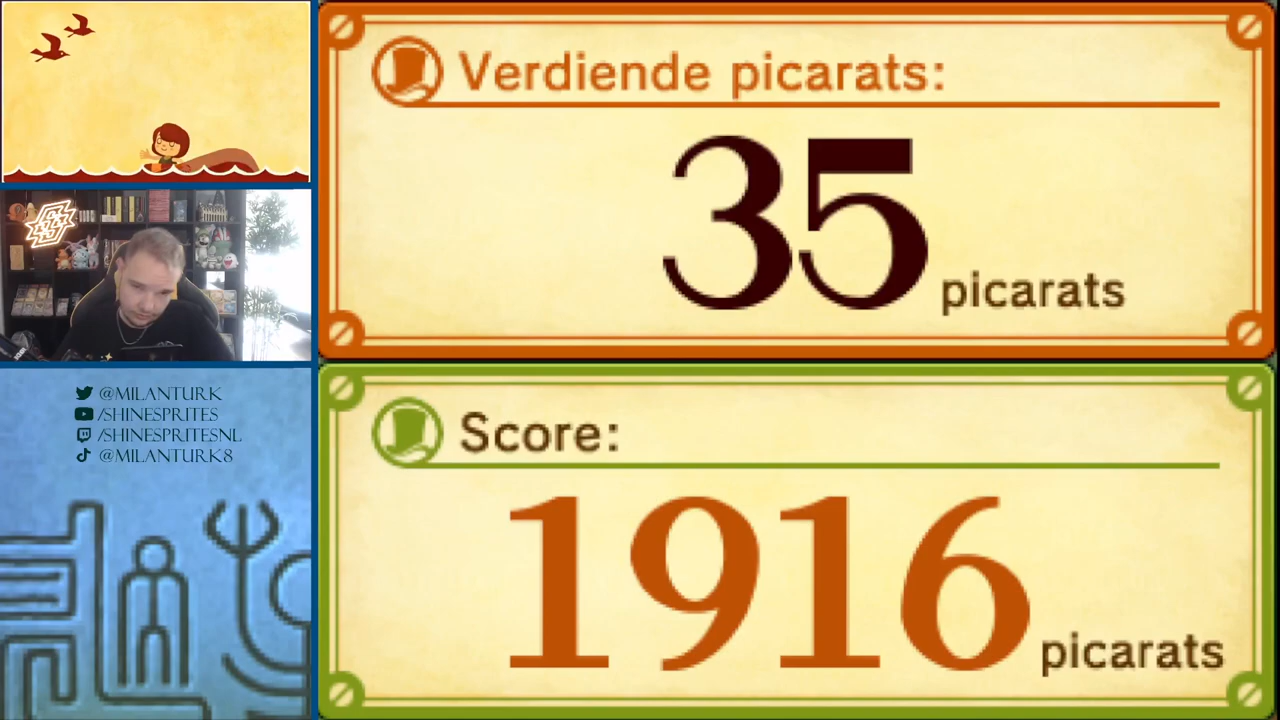 @MILANTURK
/SHINESPRITES
/SHINESPRITESNL
@MILANTURK8
Verdiende picarats:
35 picarats
Score:
1916 picarats